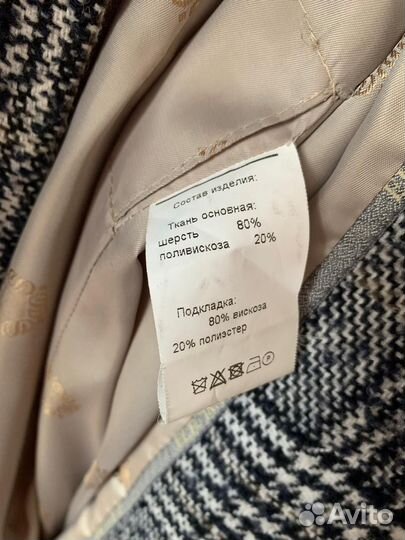 Состав изделия:
Ткань основная:
шерсть 80%
поливискоза 20%
Подкладка:
80% вискоза
20% полиэстер
P
Avito